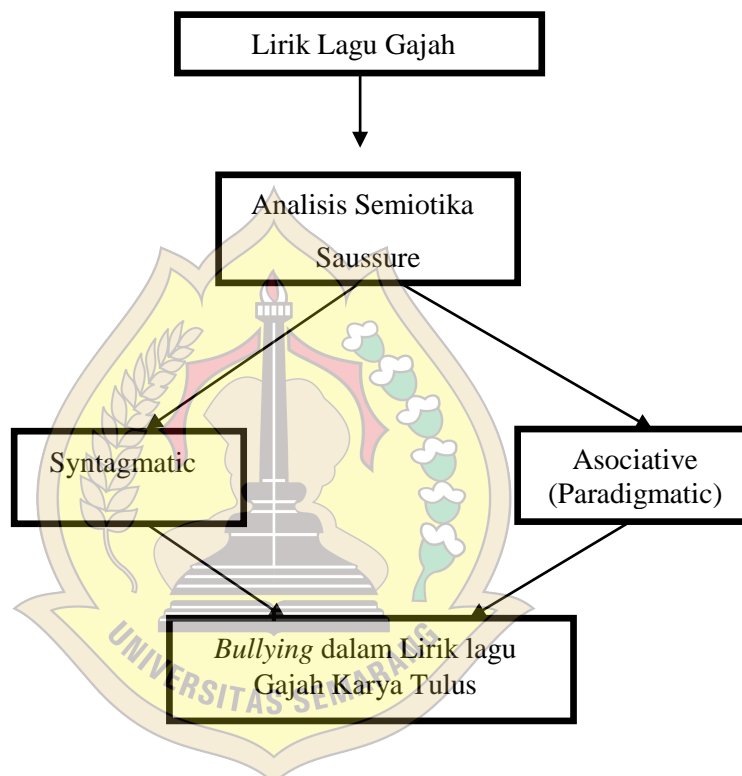 Lirik Lagu Gajah
Analisis Semiotika
Saussure
Syntagmatic
Asociative
(Paradigmatic)
Bullying dalam Lirik lagu
Gajah Karya Tulus
UNIVERSITAS SEMARANG